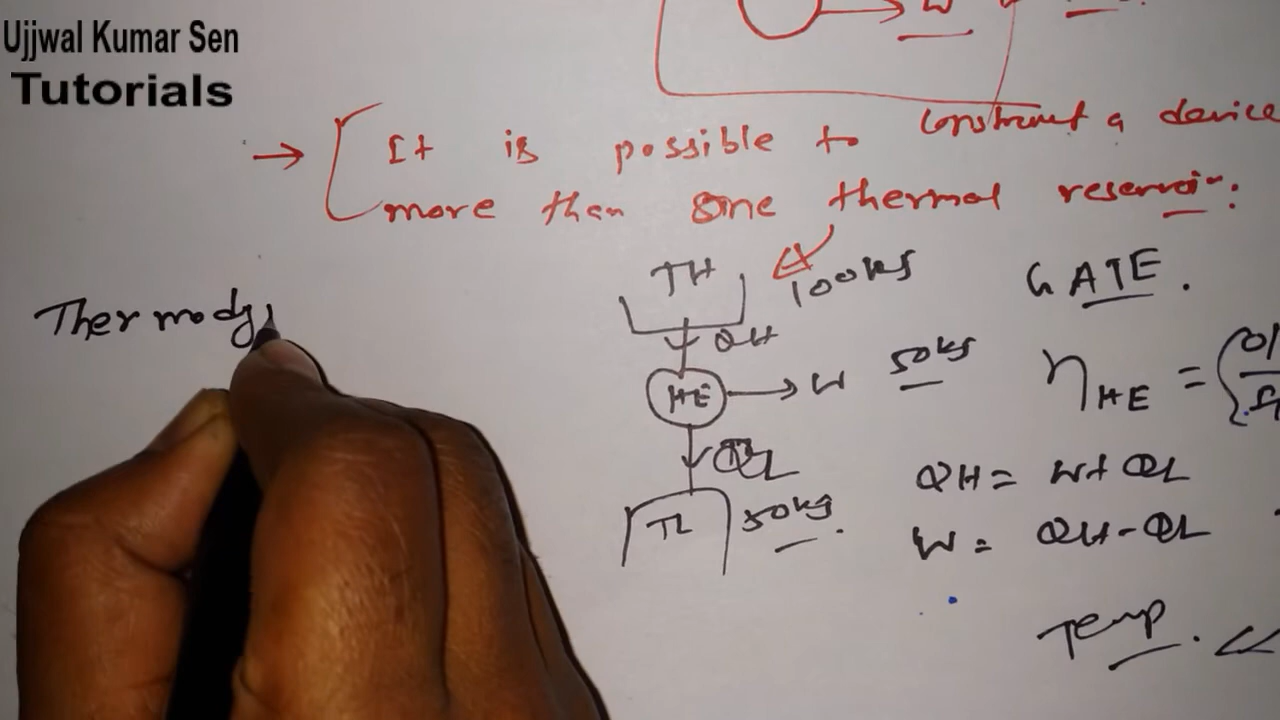 Ujjwal Kumar Sen
Tutorials
W
→ It is possible to construct a device
more than one thermal reservoir.
TH
100kJ
GATE.
Thermody
QH
HE → W
50kJ
ηHE =
QL
QH = W + QL
TL
50kJ.
W = QH - QL
Temp.